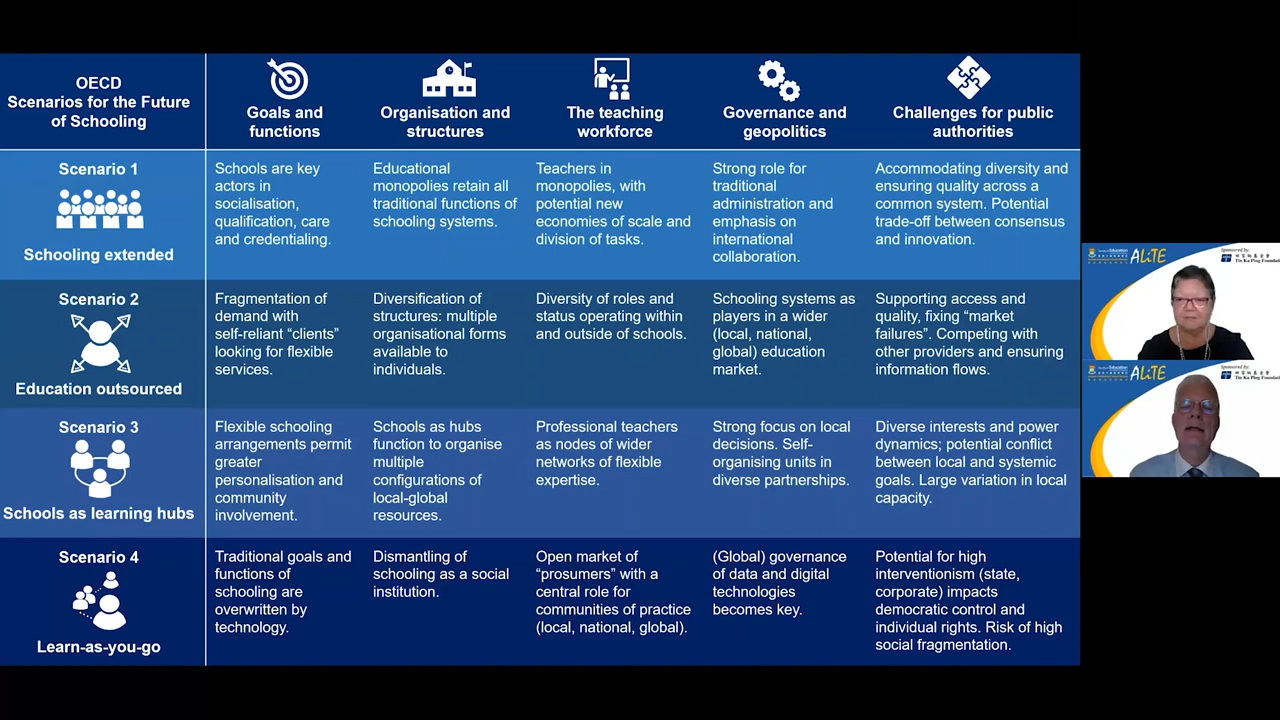 OECD
Scenarios for the Future
of Schooling
Goals and
functions
Organisation and
structures
The teaching
workforce
Governance and
geopolitics
Challenges for public
authorities
Scenario 1
Schooling extended
Schools are key
actors in
socialisation,
qualification, care
and credentialing.
Educational
monopolies retain all
traditional functions of
schooling systems.
Teachers in
monopolies, with
potential new
economies of scale and
division of tasks.
Strong role for
traditional
administration and
emphasis on
international
collaboration.
Accommodating diversity and
ensuring quality across a
common system. Potential
trade-off between consensus
and innovation.
Scenario 2
Education outsourced
Fragmentation of
demand with
self-reliant “clients”
looking for flexible
services.
Diversification of
structures: multiple
organisational forms
available to
individuals.
Diversity of roles and
status operating within
and outside of schools.
Schooling systems as
players in a wider
(local, national,
global) education
market.
Supporting access and
quality, fixing “market
failures”. Competing with
other providers and ensuring
information flows.
Scenario 3
Schools as learning hubs
Flexible schooling
arrangements permit
greater
personalisation and
community
involvement.
Schools as hubs
function to organise
multiple
configurations of
local-global
resources.
Professional teachers
as nodes of wider
networks of flexible
expertise.
Strong focus on local
decisions. Self-
organising units in
diverse partnerships.
Diverse interests and power
dynamics; potential conflict
between local and systemic
goals. Large variation in local
capacity.
Scenario 4
Learn-as-you-go
Traditional goals and
functions of
schooling are
overwritten by
technology.
Dismantling of
schooling as a social
institution.
Open market of
“prosumers” with a
central role for
communities of practice
(local, national, global).
(Global) governance
of data and digital
technologies
becomes key.
Potential for high
interventionism (state,
corporate) impacts
democratic control and
individual rights. Risk of high
social fragmentation.
ALiTE
Sponsored by:
Tin Ka Ping Foundation
ALiTE
Sponsored by:
Tin Ka Ping Foundation